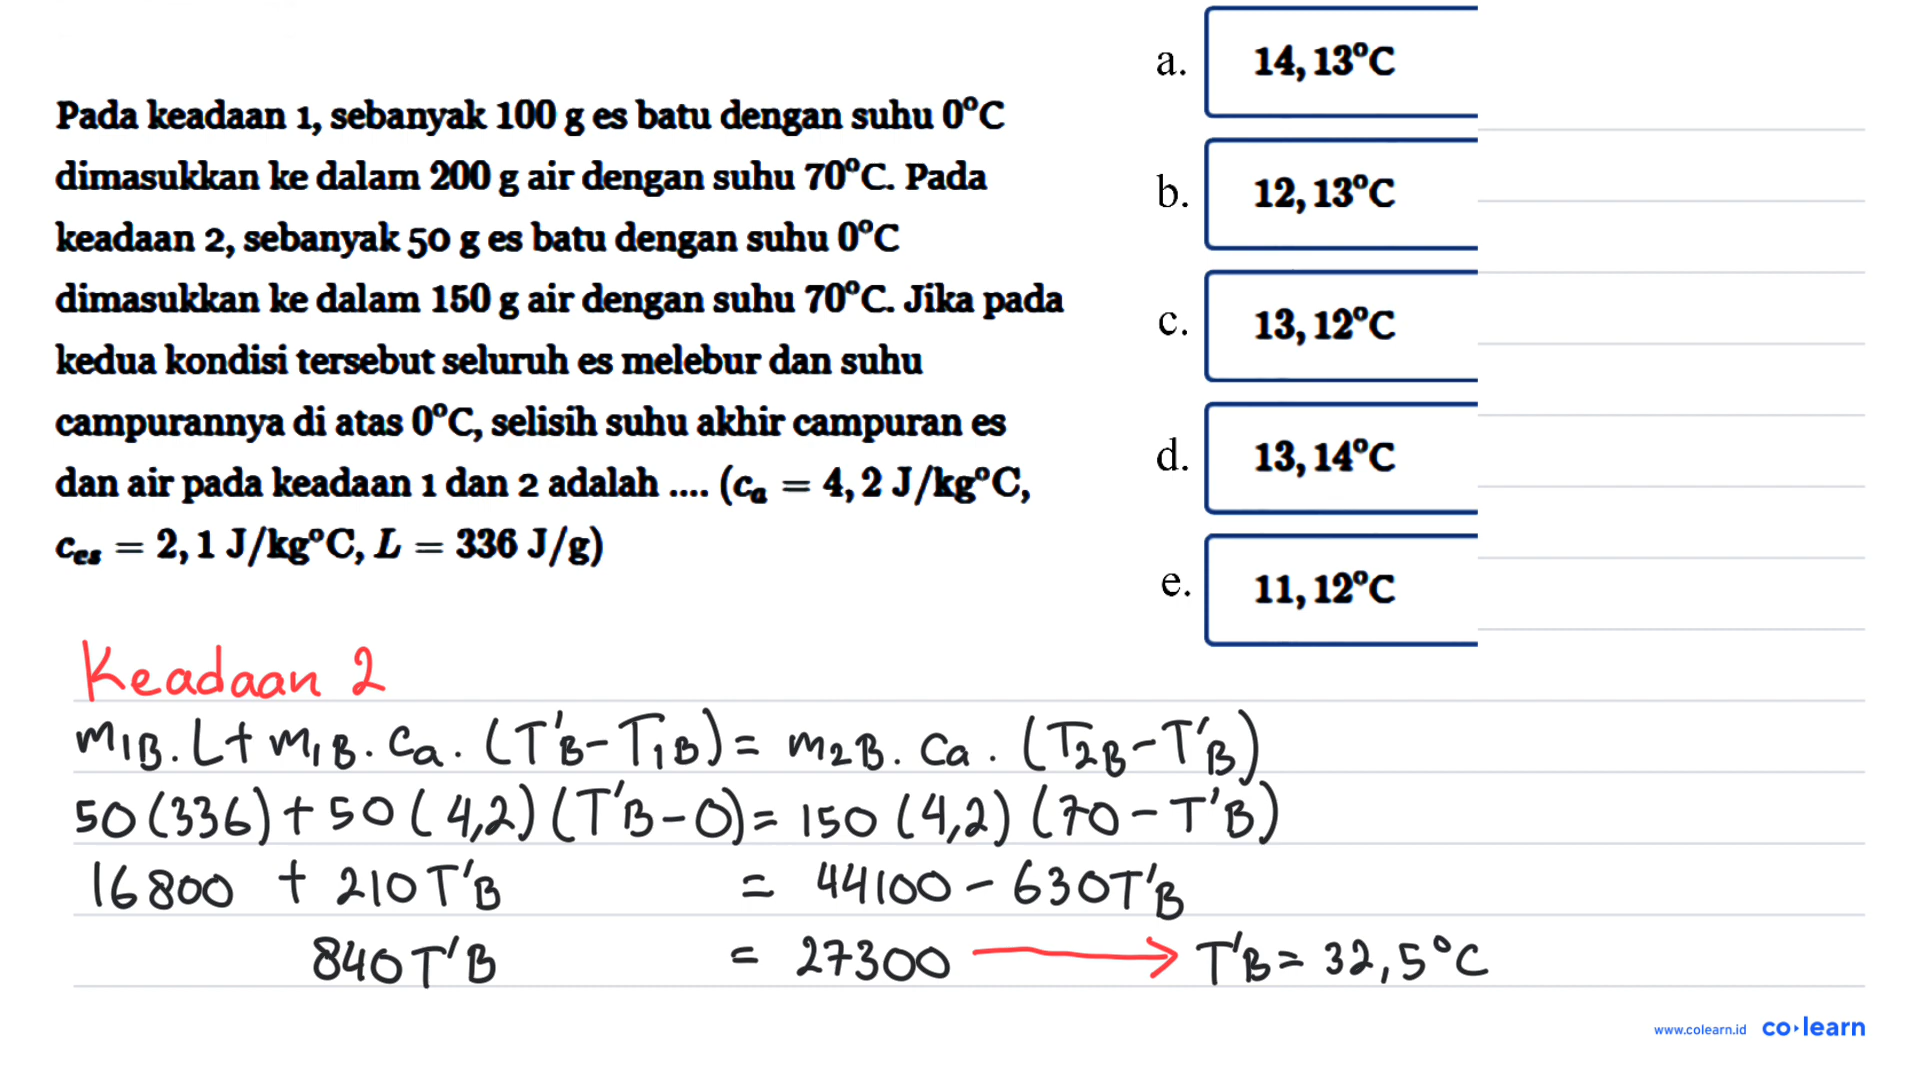 Pada keadaan 1, sebanyak 100 g es batu dengan suhu 0°C
dimasukkan ke dalam 200 g air dengan suhu 70°C. Pada
keadaan 2, sebanyak 50 g es batu dengan suhu 0°C
dimasukkan ke dalam 150 g air dengan suhu 70°C. Jika pada
kedua kondisi tersebut seluruh es melebur dan suhu
campurannya di atas 0°C, selisih suhu akhir campuran es
dan air pada keadaan 1 dan 2 adalah .... (cₐ = 4, 2 J/kg°C,
c_es = 2, 1 J/kg°C, L = 336 J/g)
a. 14, 13°C
b. 12, 13°C
c. 13, 12°C
d. 13, 14°C
e. 11, 12°C
Keadaan 2
m1B. L + m1B. Ca. (T'B - T1B) = m2B. Ca. (T2B - T'B)
50 (336) + 50 (4,2) (T'B - 0) = 150 (4,2) (70 - T'B)
16800 + 210 T'B = 44100 - 630 T'B
840 T'B = 27300 → T'B = 32,5°C
www.colearn.id co▸learn